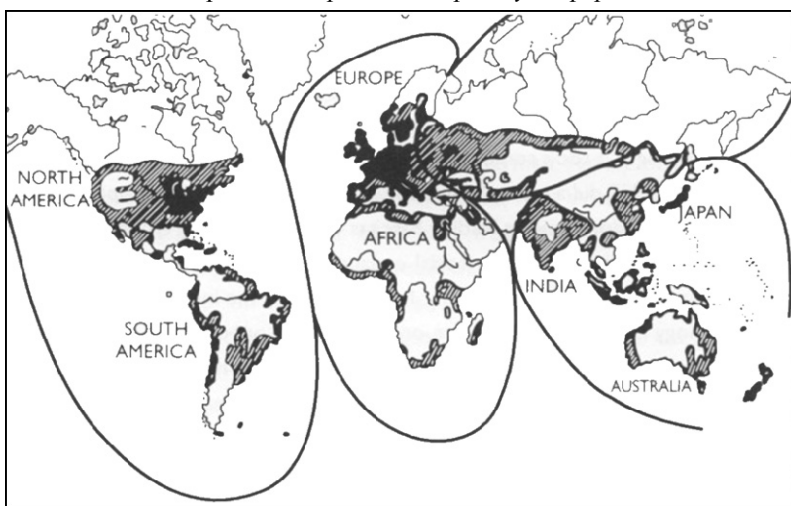 EUROPE
NORTH
AMERICA
AFRICA
JAPAN
INDIA
SOUTH
AMERICA
AUSTRALIA